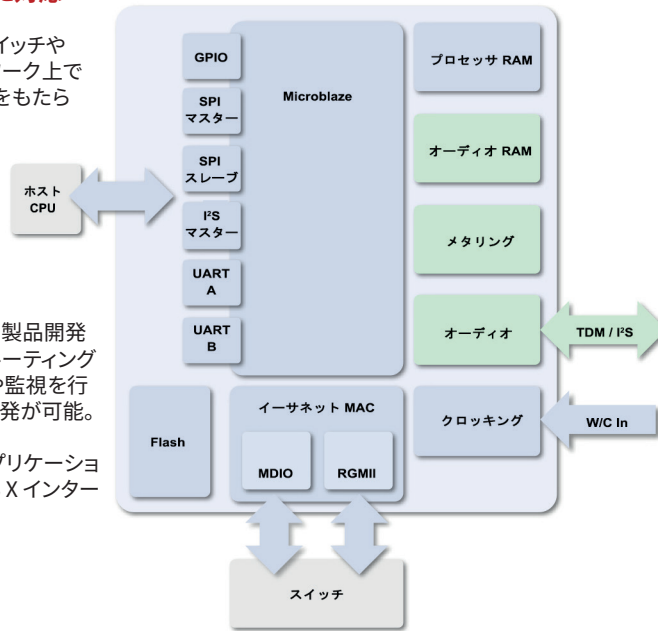 イッチや
ーク上で
をもたら
製品開発
ーティング
や監視を行
発が可能。
プリケーショ
X インター
GPIO
SPI
マスター
SPI
スレーブ
I²S
マスター
UART
A
UART
B
Microblaze
プロセッサ RAM
オーディオ RAM
メタリング
オーディオ
クロッキング
ホスト
CPU
TDM / I²S
W/C In
Flash
イーサネット MAC
MDIO
RGMII
スイッチ